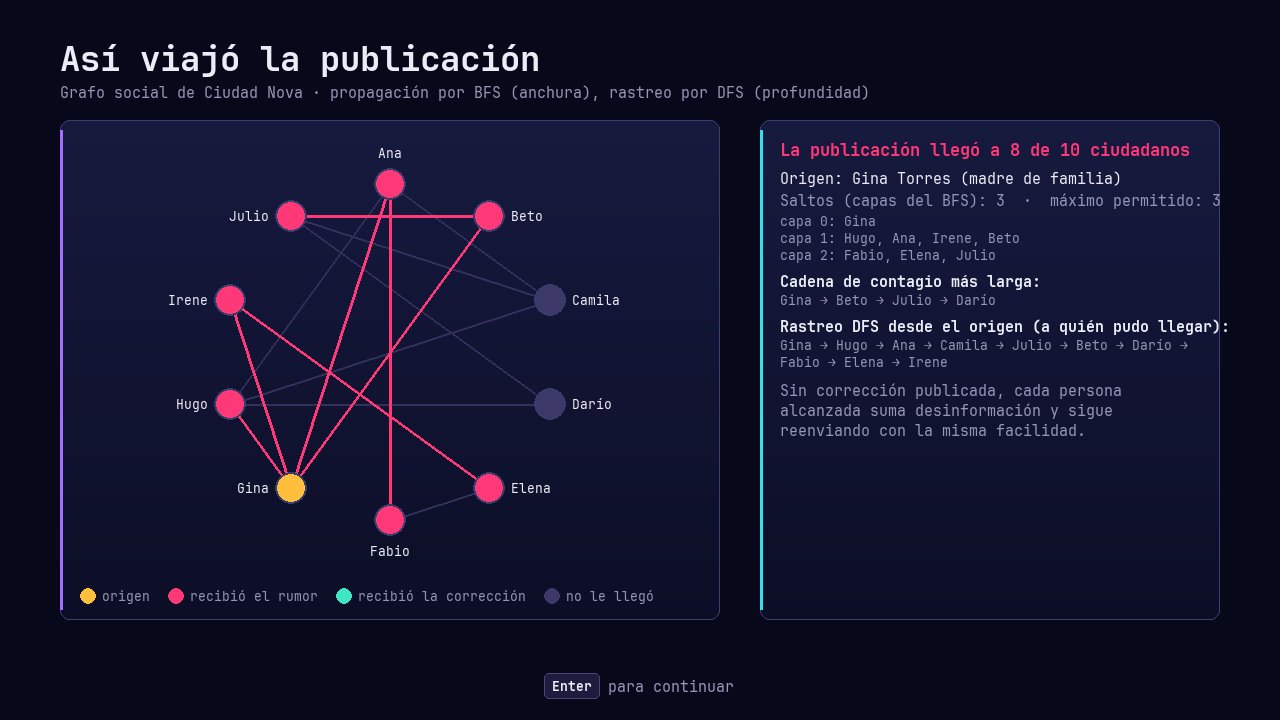 Así viajó la publicación
Grafo social de Ciudad Nova · propagación por BFS (anchura), rastreo por DFS (profundidad)
Ana
Julio
Beto
Irene
Camila
Hugo
Darío
Gina
Elena
Fabio
origen
recibió el rumor
recibió la corrección
no le llegó
La publicación llegó a 8 de 10 ciudadanos
Origen: Gina Torres (madre de familia)
Saltos (capas del BFS): 3 · máximo permitido: 3
capa 0: Gina
capa 1: Hugo, Ana, Irene, Beto
capa 2: Fabio, Elena, Julio
Cadena de contagio más larga:
Gina → Beto → Julio → Darío
Rastreo DFS desde el origen (a quién pudo llegar):
Gina → Hugo → Ana → Camila → Julio → Beto → Darío →
Fabio → Elena → Irene
Sin corrección publicada, cada persona
alcanzada suma desinformación y sigue
reenviando con la misma facilidad.
Enter para continuar